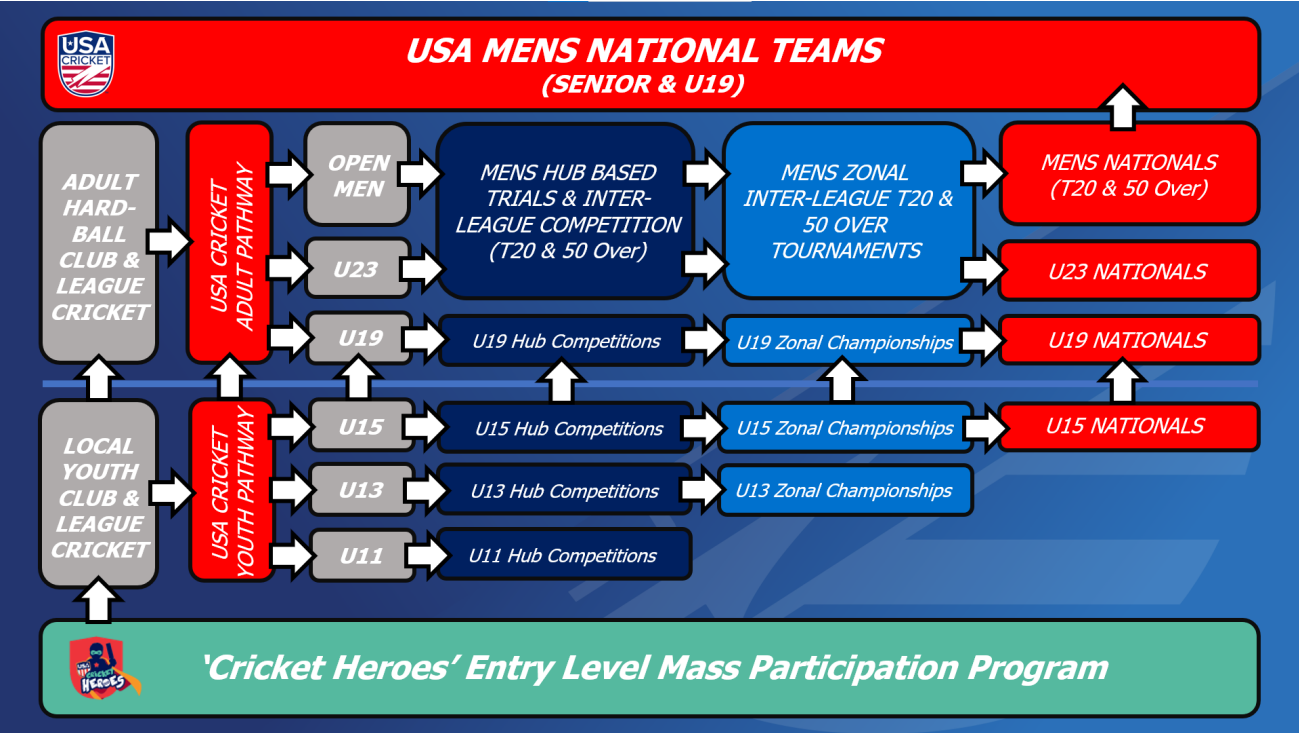 USA
CRICKET
USA MENS NATIONAL TEAMS
(SENIOR & U19)
ADULT
HARD-
BALL
CLUB &
LEAGUE
CRICKET
USA CRICKET
ADULT PATHWAY
OPEN
MEN
MENS HUB BASED
TRIALS & INTER-
LEAGUE COMPETITION
(T20 & 50 Over)
MENS ZONAL
INTER-LEAGUE T20 &
50 OVER
TOURNAMENTS
MENS NATIONALS
(T20 & 50 Over)
U23
U23 NATIONALS
U19
U19 Hub Competitions
U19 Zonal Championships
U19 NATIONALS
LOCAL
YOUTH
CLUB &
LEAGUE
CRICKET
USA CRICKET
YOUTH PATHWAY
U15
U15 Hub Competitions
U15 Zonal Championships
U15 NATIONALS
U13
U13 Hub Competitions
U13 Zonal Championships
U11
U11 Hub Competitions
CRICKET
HEROES
‘Cricket Heroes’ Entry Level Mass Participation Program